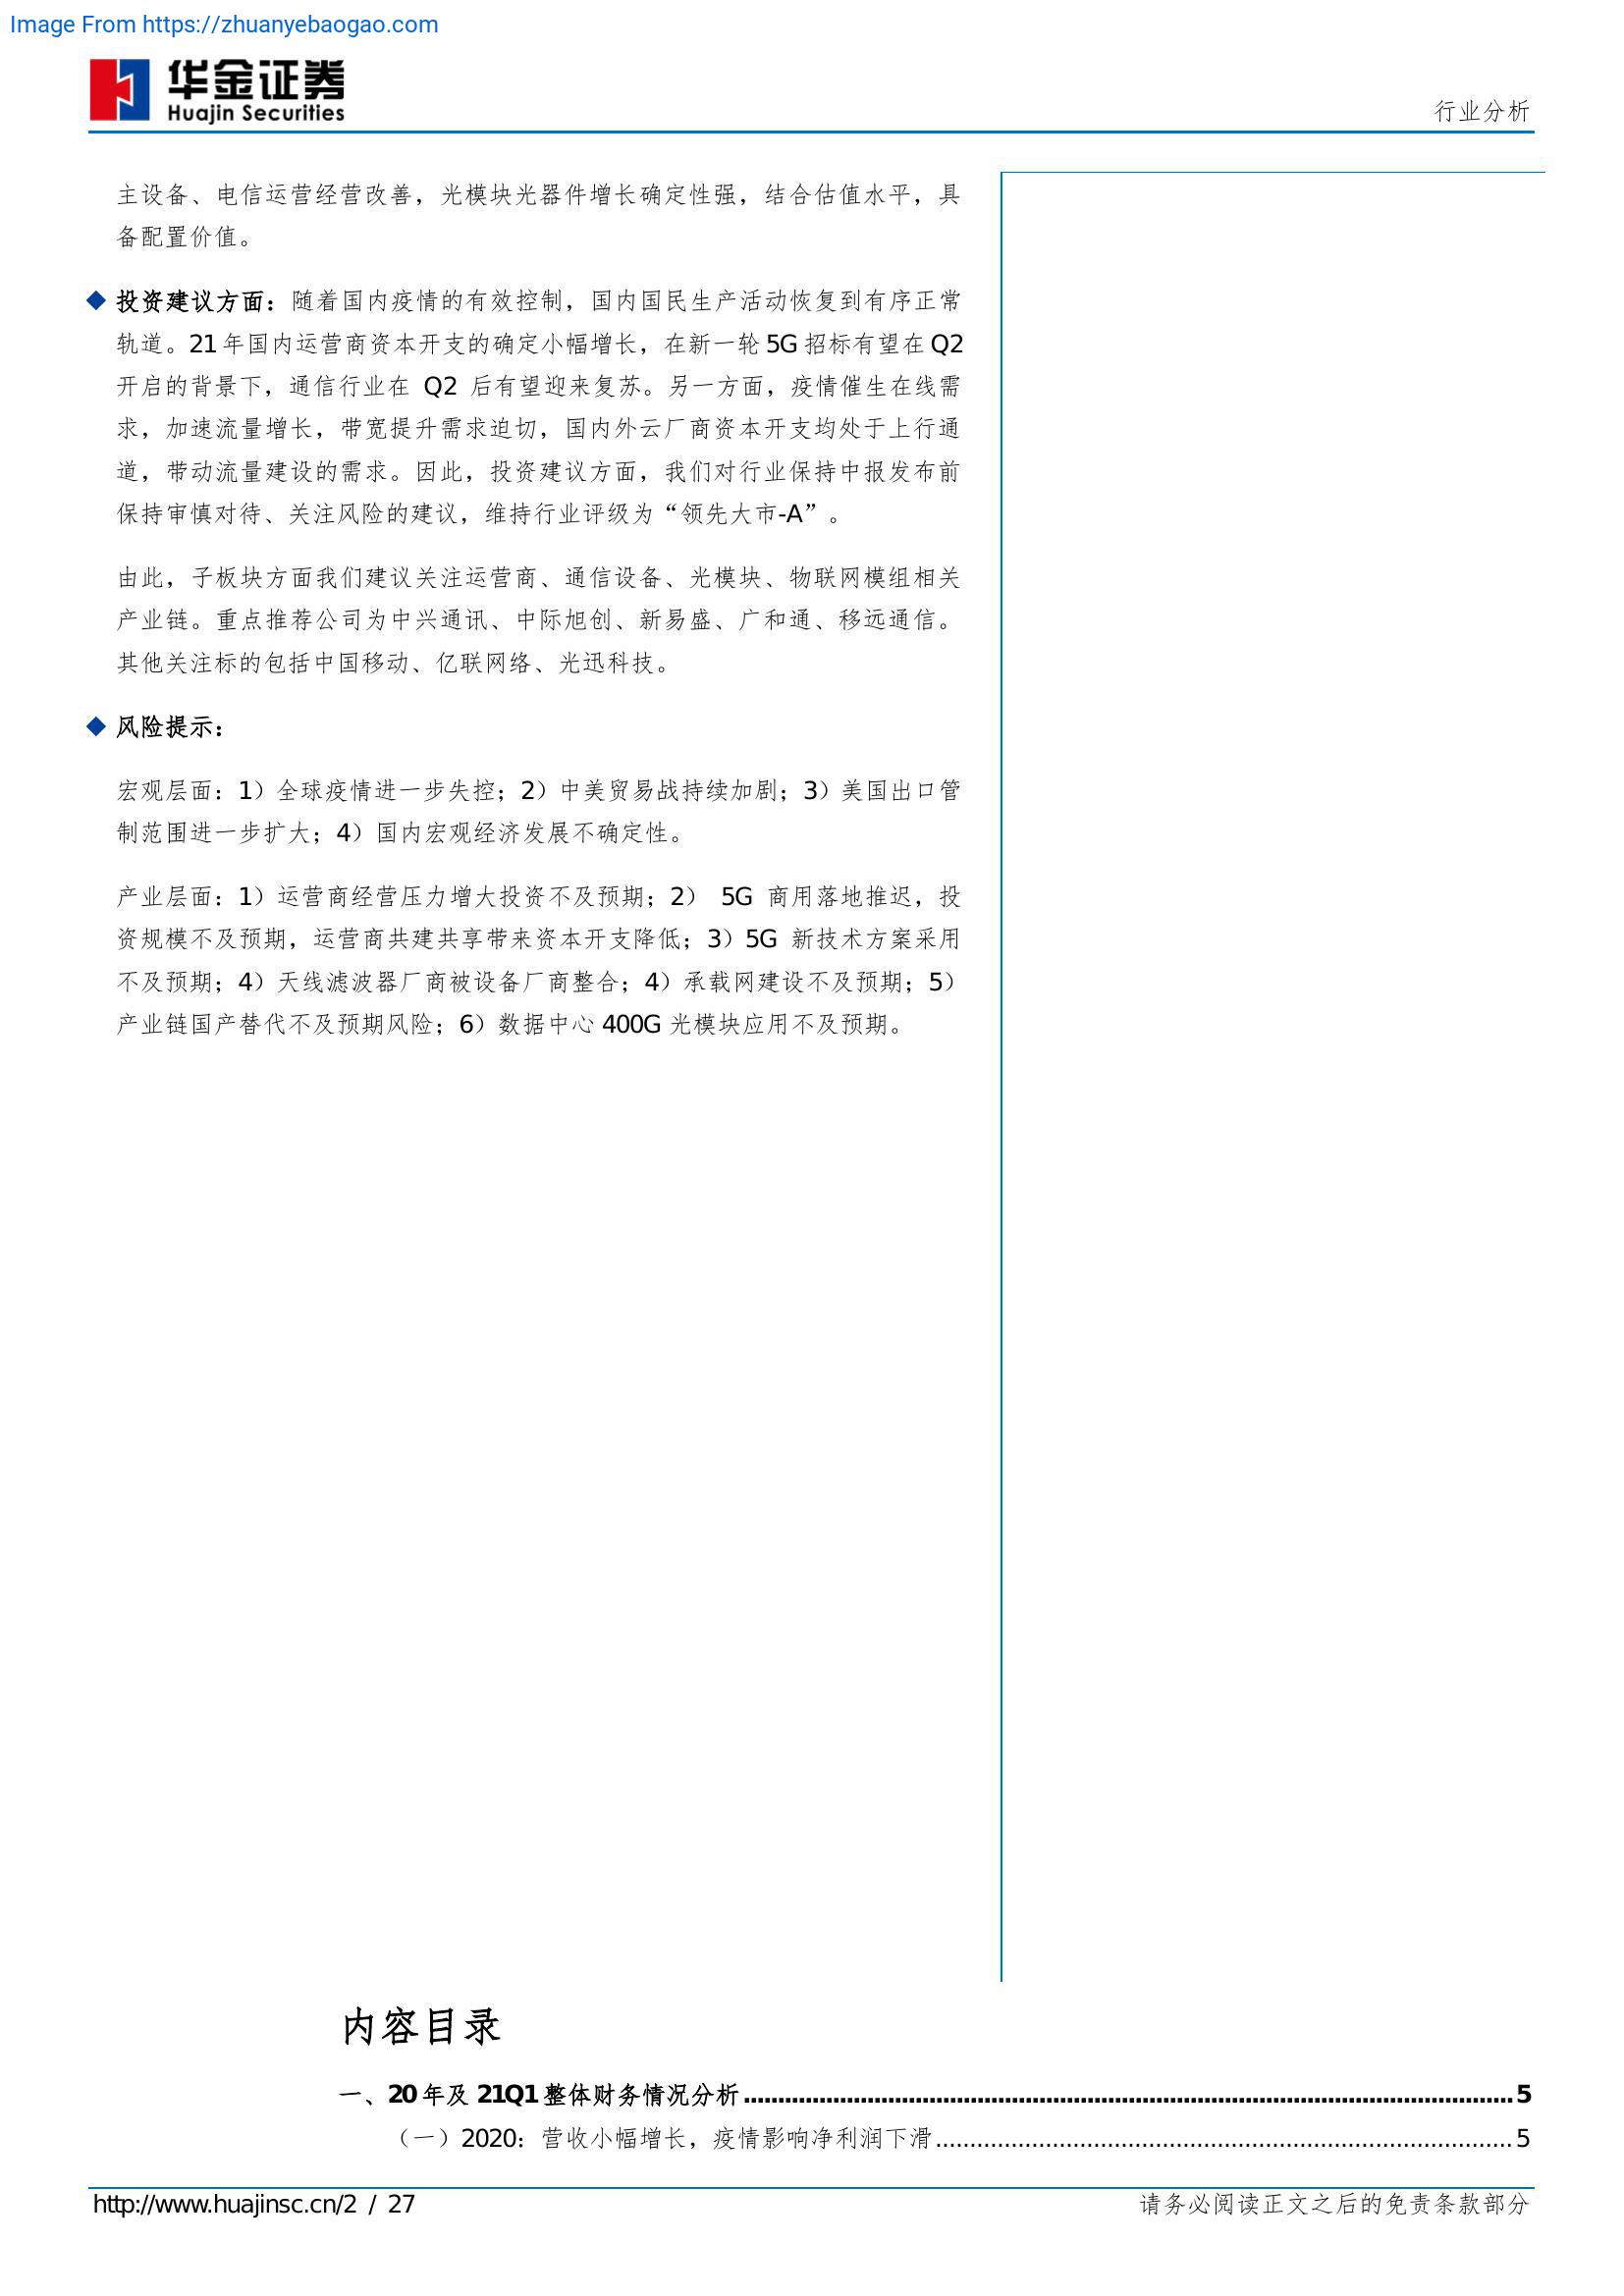 Image From https://zhuanyebaogao.com
华金证券
Huajin Securities
行业分析
主设备、电信运营经营改善，光模块光器件增长确定性强，结合估值水平，具
备配置价值。
◆ 投资建议方面：随着国内疫情的有效控制，国内国民生产活动恢复到有序正常
轨道。21 年国内运营商资本开支的确定小幅增长，在新一轮 5G 招标有望在 Q2
开启的背景下，通信行业在 Q2 后有望迎来复苏。另一方面，疫情催生在线需
求，加速流量增长，带宽提升需求迫切，国内外云厂商资本开支均处于上行通
道，带动流量建设的需求。因此，投资建议方面，我们对行业保持中报发布前
保持审慎对待、关注风险的建议，维持行业评级为“领先大市-A”。
由此，子板块方面我们建议关注运营商、通信设备、光模块、物联网模组相关
产业链。重点推荐公司为中兴通讯、中际旭创、新易盛、广和通、移远通信。
其他关注标的包括中国移动、亿联网络、光迅科技。
◆ 风险提示：
宏观层面：1）全球疫情进一步失控；2）中美贸易战持续加剧；3）美国出口管
制范围进一步扩大；4）国内宏观经济发展不确定性。
产业层面：1）运营商经营压力增大投资不及预期；2） 5G 商用落地推迟，投
资规模不及预期，运营商共建共享带来资本开支降低；3）5G 新技术方案采用
不及预期；4）天线滤波器厂商被设备厂商整合；4）承载网建设不及预期；5）
产业链国产替代不及预期风险；6）数据中心 400G 光模块应用不及预期。
内容目录
一、20 年及 21Q1 整体财务情况分析........................................5
（一）2020：营收小幅增长，疫情影响净利润下滑........................................5
http://www.huajinsc.cn/2 / 27
请务必阅读正文之后的免责条款部分